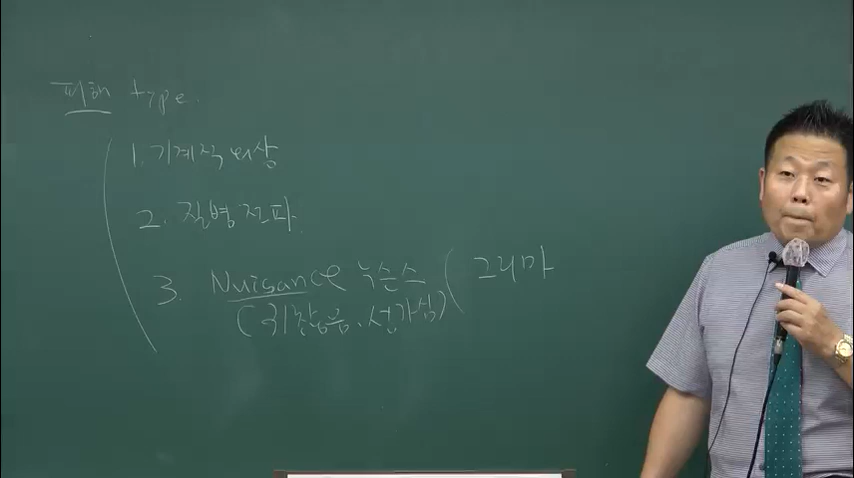 피해 type.
1. 기계적 외상
2. 질병전파
3. Nuisance 뉴슨스 (그리마
(귀찮음. 성가심)